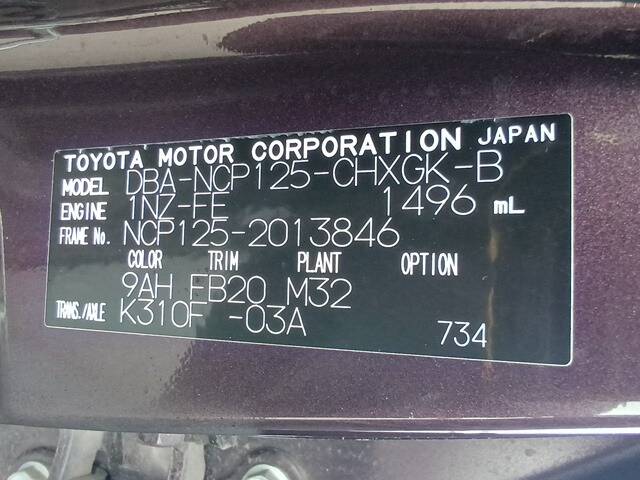 TOYOTA MOTOR CORPORATION JAPAN
MODEL DBA-NCP125-CHXGK-B
ENGINE 1NZ-FE 1496 mL
FRAME No. NCP125-2013846
COLOR TRIM PLANT OPTION
9AH FB20 M32
TRANS./AXLE K310F -03A
734